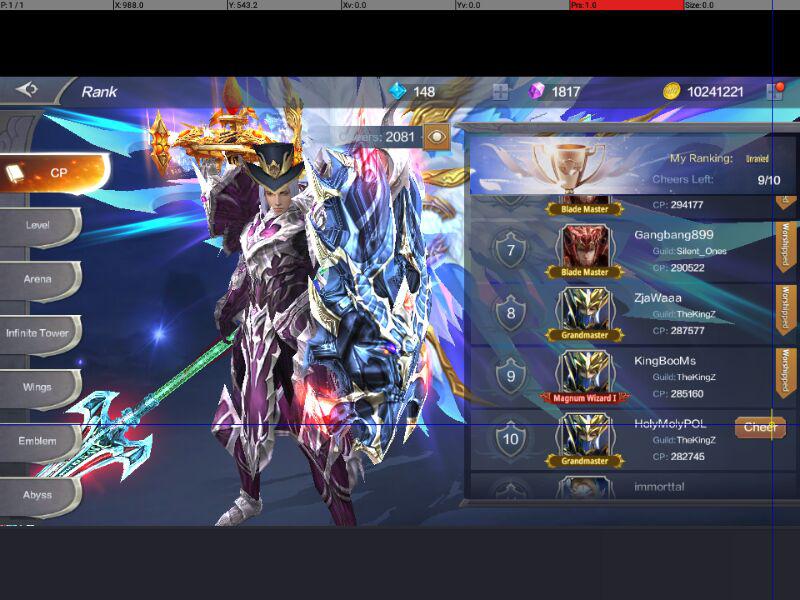 P: 1 / 1 X: 988.0 Y: 543.2 Xv: 0.0 Yv: 0.0 Prs: 1.0 Size: 0.0
Rank 148 1817 10241221
Cheers: 2081
My Ranking: Unranked
Cheers Left: 9/10
CP
Level
Arena
Infinite Tower
Wings
Emblem
Abyss
CP: 294177
Blade Master
7 Gangbang899
Guild: Silent_Ones
CP: 290522
Blade Master
Worshipped
8 ZjaWaaa
Guild: TheKingZ
CP: 287577
Grandmaster
Worshipped
9 KingBooMs
Guild: TheKingZ
CP: 285160
Magnum Wizard I
Worshipped
10 HolyMolyPOL
Guild: TheKingZ
CP: 282745
Grandmaster
Cheer
immorttal